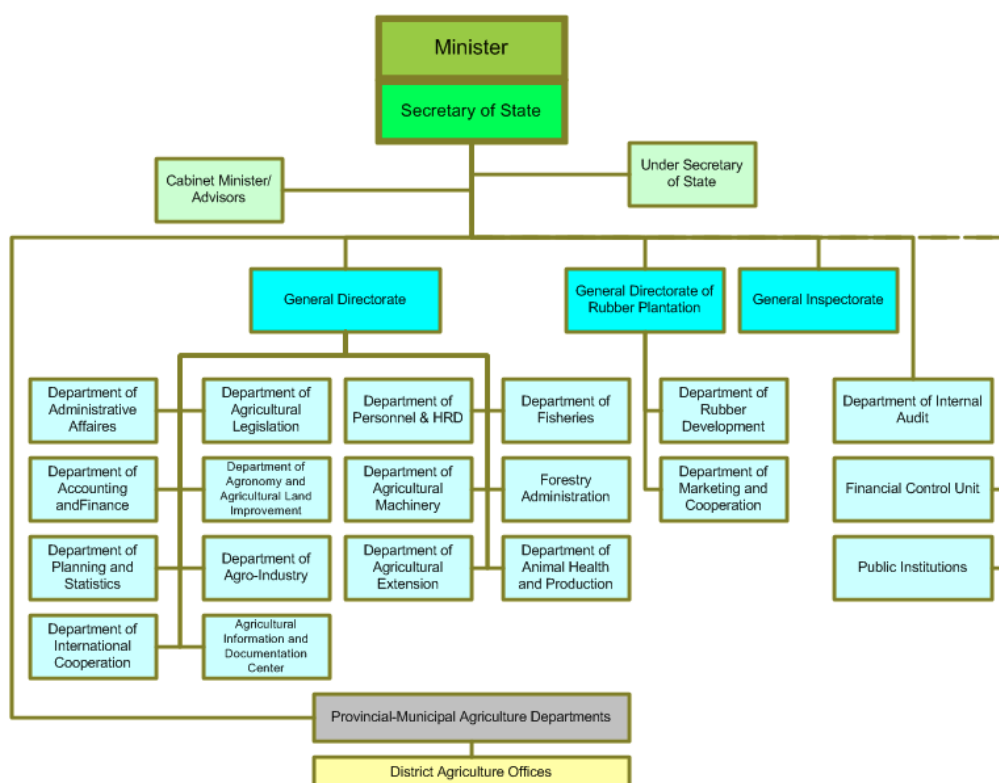 Minister
Secretary of State
Cabinet Minister/
Advisors
Under Secretary
of State
General Directorate
General Directorate of
Rubber Plantation
General Inspectorate
Department of
Administrative
Affaires
Department of
Agricultural
Legislation
Department of
Personnel & HRD
Department of
Fisheries
Department of
Rubber
Development
Department of Internal
Audit
Department of
Accounting
andFinance
Department of
Agronomy and
Agricultural Land
Improvement
Department of
Agricultural
Machinery
Forestry
Administration
Department of
Marketing and
Cooperation
Financial Control Unit
Department of
Planning and
Statistics
Department of
Agro-Industry
Department of
Agricultural
Extension
Department of
Animal Health
and Production
Public Institutions
Department of
International
Cooperation
Agricultural
Information and
Documentation
Center
Provincial-Municipal Agriculture Departments
District Agriculture Offices